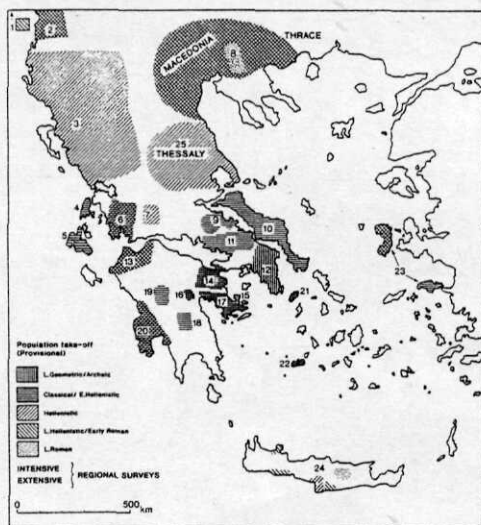 1
2
THRACE
MACEDONIA
8
3
25
THESSALY
4
5
6
7
9
10
11
12
13
14
15
16
17
18
19
20
21
22
23
24
Population take-off
(Provisional)
L.Geometric/Archaic
Classical/ E.Hellenistic
Hellenistic
L.Hellenistic/Early Roman
L.Roman
INTENSIVE
EXTENSIVE
REGIONAL SURVEYS
0 500
km